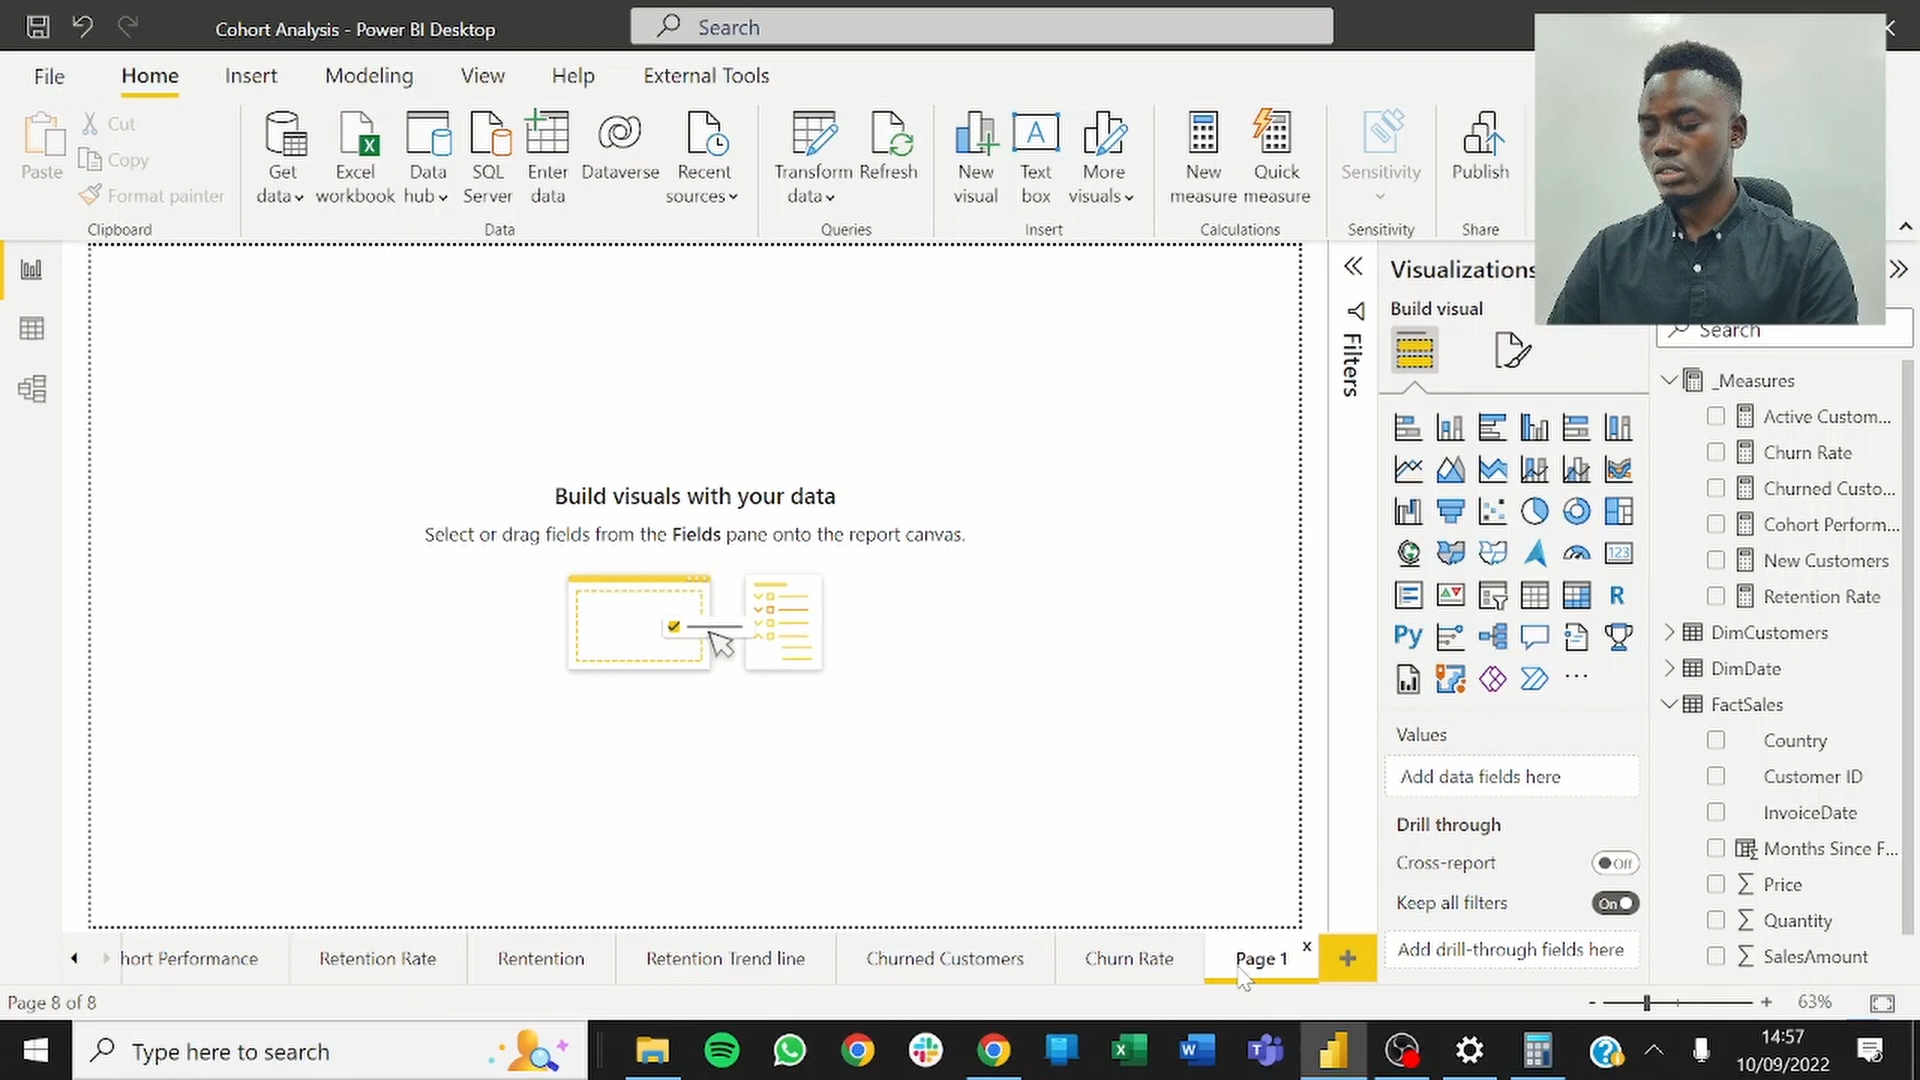 Cohort Analysis - Power BI Desktop
Search
File
Home
Insert
Modeling
View
Help
External Tools
Paste
Cut
Copy
Format painter
Clipboard
Get
data
Excel
workbook
Data
hub
SQL
Server
Enter
data
Dataverse
Recent
sources
Data
Transform
data
Refresh
Queries
New
visual
A
Text
box
More
visuals
Insert
New
measure
Quick
measure
Calculations
Sensitivity
Sensitivity
Publish
Share
Build visuals with your data
Select or drag fields from the Fields pane onto the report canvas.
Filters
Visualizations
Build visual
123
R
Py
...
Values
Add data fields here
Drill through
Cross-report
Off
Keep all filters
On
Add drill-through fields here
Search
_Measures
Active Custom...
Churn Rate
Churned Custo...
Cohort Perform...
New Customers
Retention Rate
DimCustomers
DimDate
FactSales
Country
Customer ID
InvoiceDate
Months Since F...
Σ Price
Σ Quantity
Σ SalesAmount
hort Performance
Retention Rate
Rentention
Retention Trend line
Churned Customers
Churn Rate
Page 1
x
+
Page 8 of 8
- + 63%
Type here to search
14:57
10/09/2022